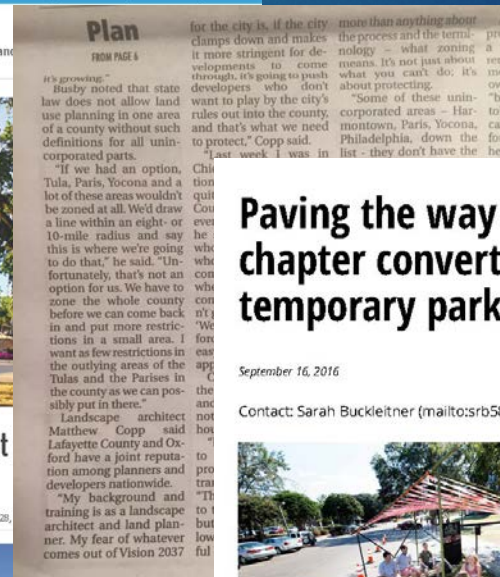 Plan
FROM PAGE 6
it's growing."
Busby noted that state
law does not allow land
use planning in one area
of a county without such
definitions for all unin-
corporated parts.
"If we had an option,
Tula, Paris, Yocona and a
lot of these areas wouldn't
be zoned at all. We'd draw
a line within an eight- or
10-mile radius and say
this is where we're going
to do that," he said. "Un-
fortunately, that's not an
option for us. We have to
zone the whole county
before we can come back
in and put more restric-
tions in a small area. I
want as few restrictions in
the outlying areas of the
Tulas and the Parises in
the county as we can pos-
sibly put in there."
Landscape architect
Matthew Copp said
Lafayette County and Ox-
ford have a joint reputa-
tion among planners and
developers nationwide.
"My background and
training is as a landscape
architect and land plan-
ner. My fear of whatever
comes out of Vision 2037
for the city is, if the city
clamps down and makes
it more stringent for de-
velopments to come
through, it's going to push
developers who don't
want to play by the city's
rules out into the county,
and that's what we need
to protect," Copp said.
"Last week I was in
more than anything about
the process and the termi-
nology – what zoning
means. It's not just about
what you can't do; it's
about protecting.
"Some of these unin-
corporated areas – Har-
montown, Paris, Yocona,
Philadelphia, down the
list - they don't have the
Paving the way
chapter convert
temporary park
September 16, 2016
Contact: Sarah Buckleitner (mailto:srb58